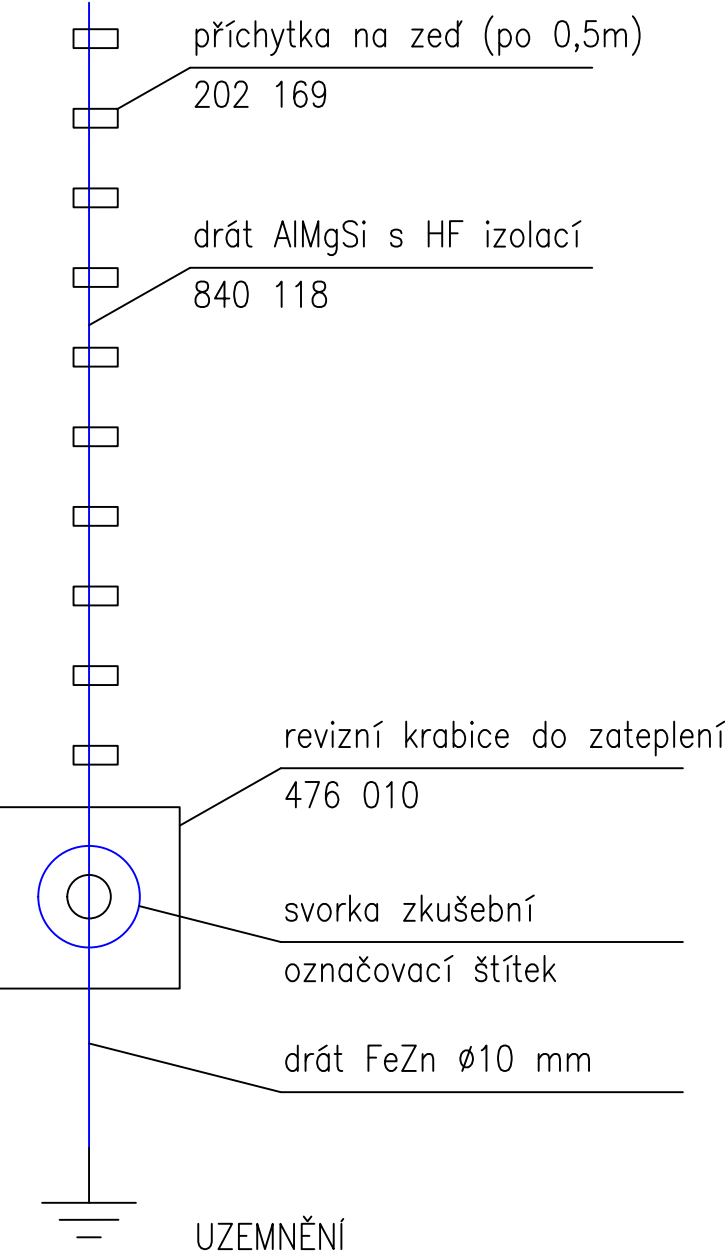 příchytka na zeď (po 0,5m)
202 169
drát AlMgSi s HF izolací
840 118
revizní krabice do zateplení
476 010
svorka zkušební
označovací štítek
drát FeZn ø10 mm
UZEMNĚNÍ